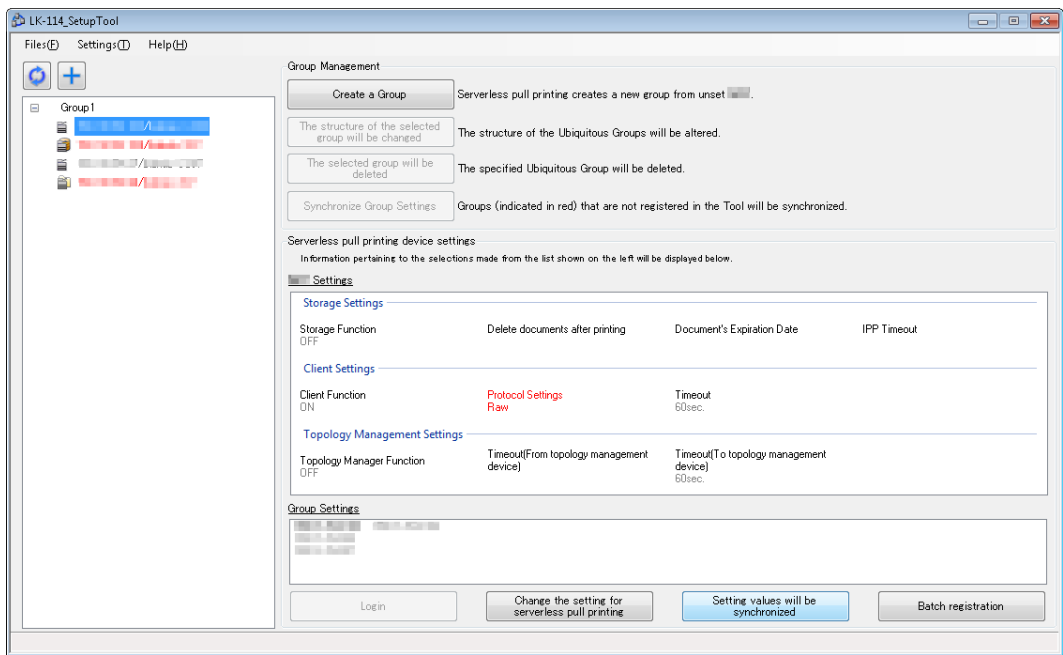 LK-114_SetupTool
Files(F) Settings(T) Help(H)
Group1
/
/
/
/
Group Management
Create a Group
Serverless pull printing creates a new group from unset .
The structure of the selected
group will be changed
The structure of the Ubiquitous Groups will be altered.
The selected group will be
deleted
The specified Ubiquitous Group will be deleted.
Synchronize Group Settings
Groups (indicated in red) that are not registered in the Tool will be synchronized.
Serverless pull printing device settings
Information pertaining to the selections made from the list shown on the left will be displayed below.
Settings
Storage Settings
Storage Function Delete documents after printing Document's Expiration Date IPP Timeout
OFF
Client Settings
Client Function Protocol Settings Timeout
ON Raw 60sec.
Topology Management Settings
Topology Manager Function
OFF
Timeout(From topology management
device)
Timeout(To topology management
device)
60sec.
Group Settings
Login
Change the setting for
serverless pull printing
Setting values will be
synchronized
Batch registration